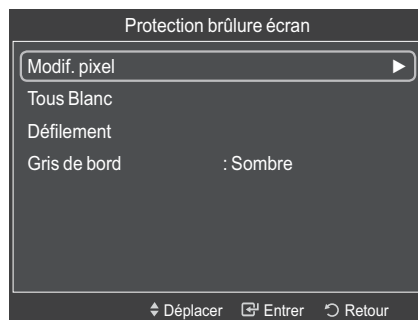 Protection brûlure écran
Modif. pixel
Tous Blanc
Défilement
Gris de bord : Sombre
Déplacer Entrer Retour